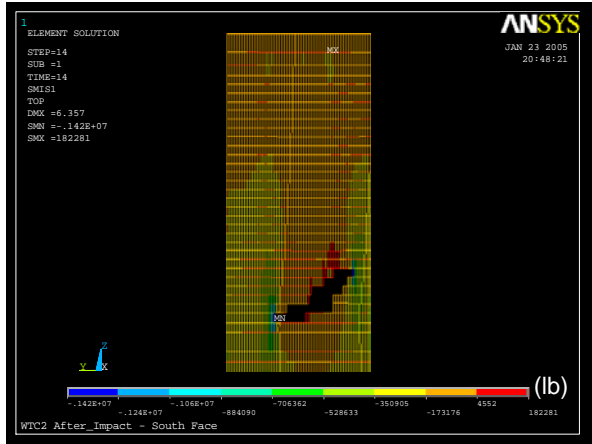 1
ELEMENT SOLUTION
STEP=14
SUB =1
TIME=14
SMIS1
TOP
DMX =6.357
SMN =-.142E+07
SMX =182281
ANSYS
JAN 23 2005
20:48:21
MX
MN
Z
Y X
(lb)
-.142E+07 -.106E+07 -706362 -350905 4552
-.124E+07 -884090 -528633 -173176 182281
WTC2 After_Impact - South Face